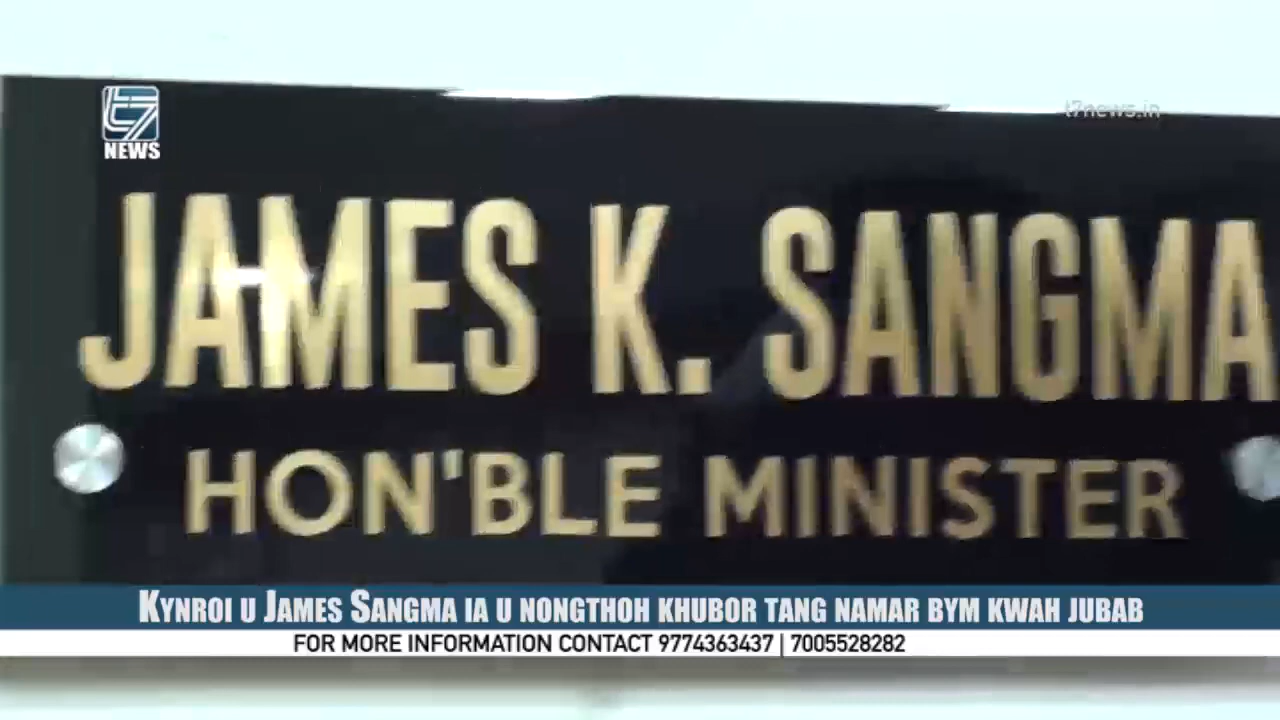 t7
NEWS
t7news.in
JAMES K. SANGMA
HON'BLE MINISTER
KYNROI U JAMES SANGMA IA U NONGTHOH KHUBOR TANG NAMAR BYM KWAH JUBAB
FOR MORE INFORMATION CONTACT 9774363437 | 7005528282